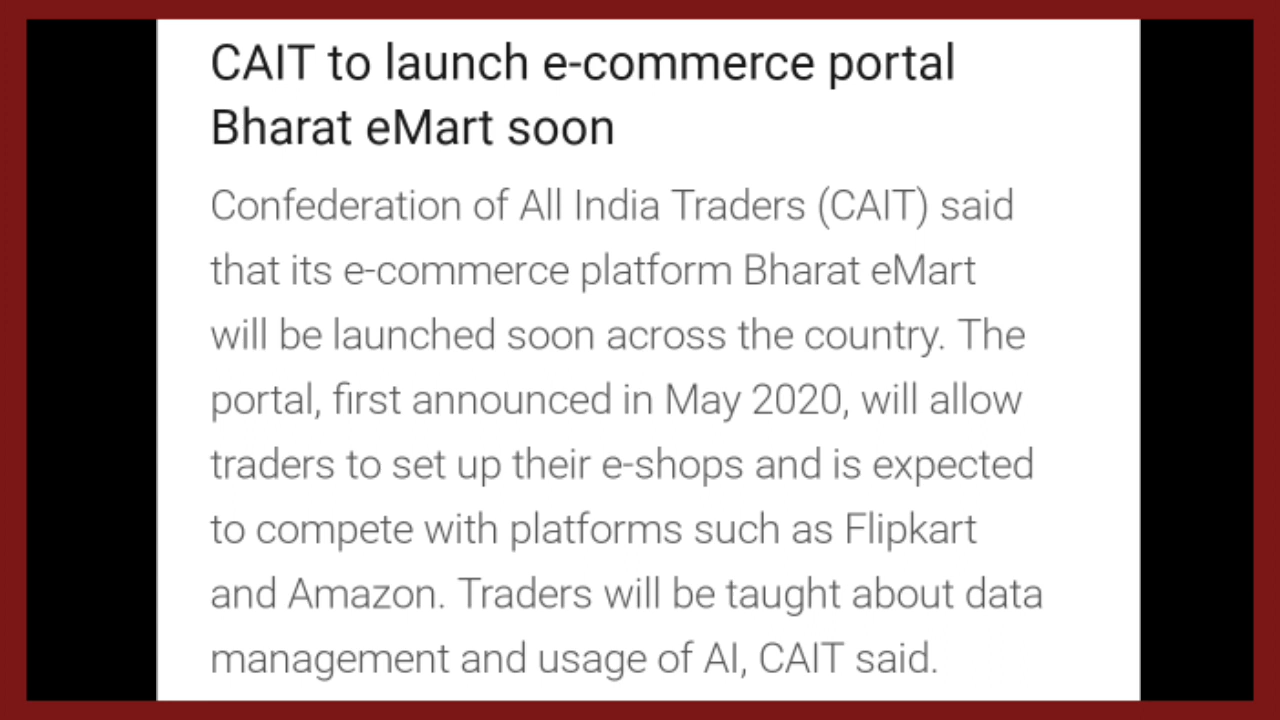 CAIT to launch e-commerce portal
Bharat eMart soon
Confederation of All India Traders (CAIT) said
that its e-commerce platform Bharat eMart
will be launched soon across the country. The
portal, first announced in May 2020, will allow
traders to set up their e-shops and is expected
to compete with platforms such as Flipkart
and Amazon. Traders will be taught about data
management and usage of AI, CAIT said.